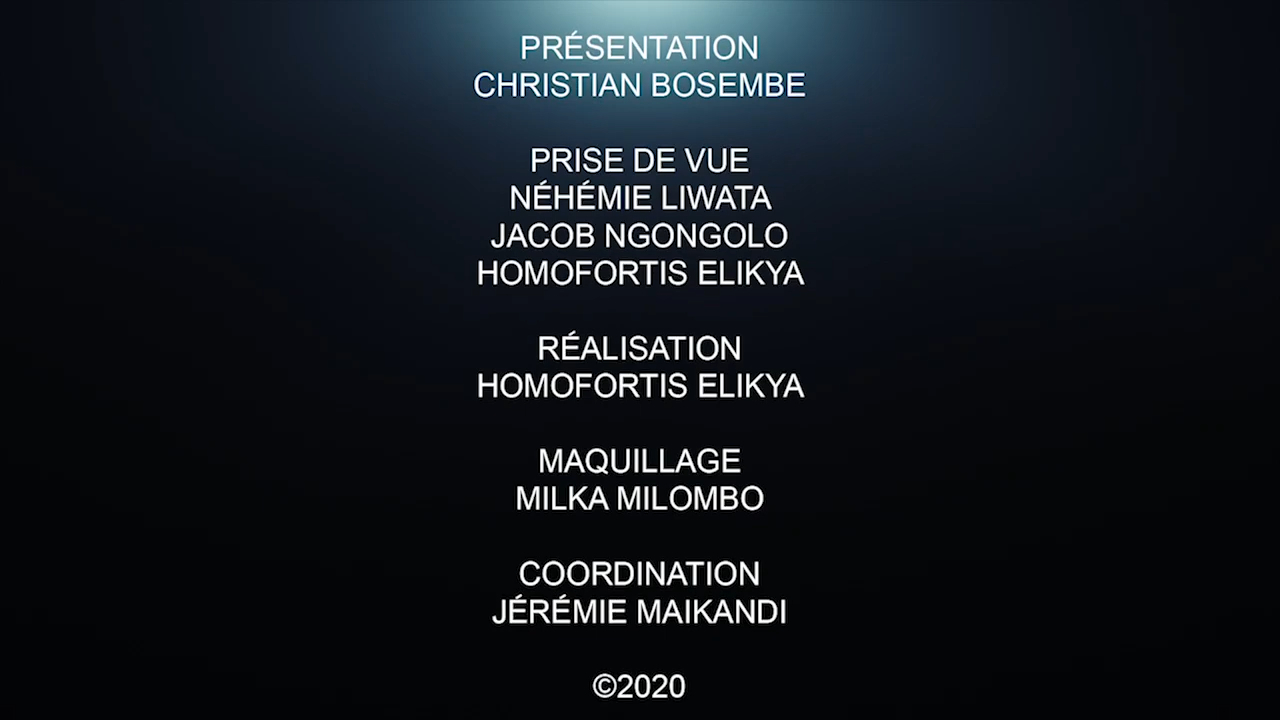 PRÉSENTATION
CHRISTIAN BOSEMBE
PRISE DE VUE
NÉHÉMIE LIWATA
JACOB NGONGOLO
HOMOFORTIS ELIKYA
RÉALISATION
HOMOFORTIS ELIKYA
MAQUILLAGE
MILKA MILOMBO
COORDINATION
JÉRÉMIE MAIKANDI
©2020